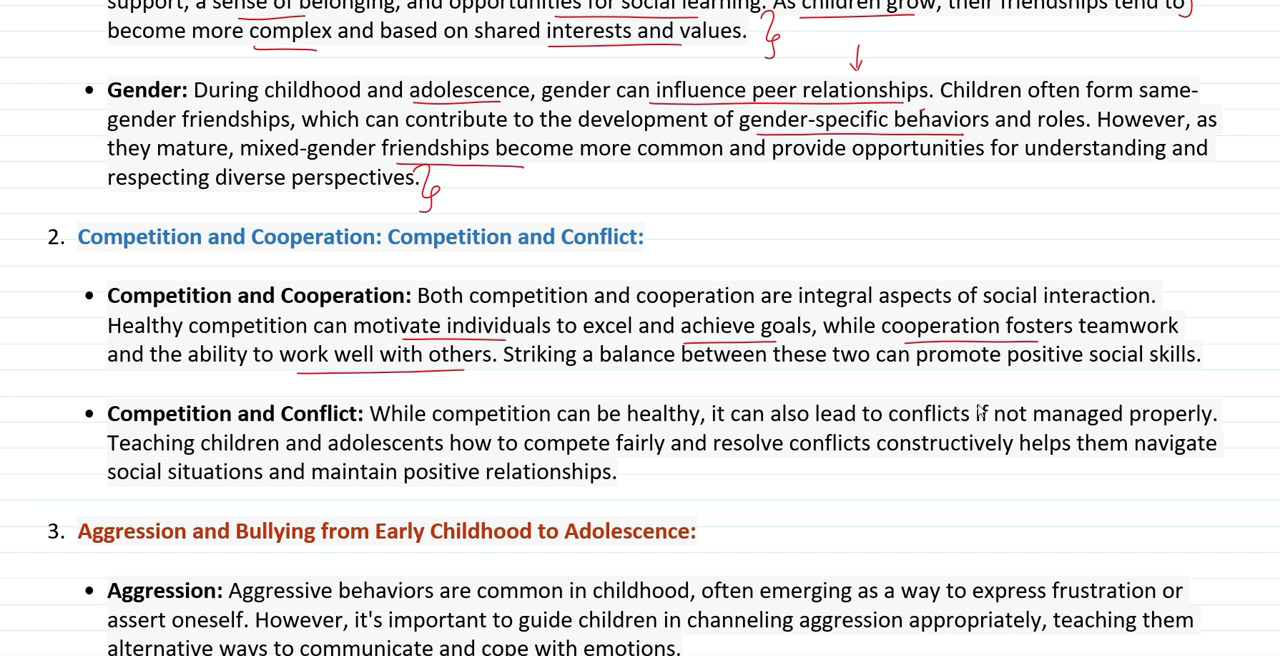 support, a sense of belonging, and opportunities for social learning. As children grow, their friendships tend to
become more complex and based on shared interests and values.
• Gender: During childhood and adolescence, gender can influence peer relationships. Children often form same-
gender friendships, which can contribute to the development of gender-specific behaviors and roles. However, as
they mature, mixed-gender friendships become more common and provide opportunities for understanding and
respecting diverse perspectives.
2. Competition and Cooperation: Competition and Conflict:
• Competition and Cooperation: Both competition and cooperation are integral aspects of social interaction.
Healthy competition can motivate individuals to excel and achieve goals, while cooperation fosters teamwork
and the ability to work well with others. Striking a balance between these two can promote positive social skills.
• Competition and Conflict: While competition can be healthy, it can also lead to conflicts if not managed properly.
Teaching children and adolescents how to compete fairly and resolve conflicts constructively helps them navigate
social situations and maintain positive relationships.
3. Aggression and Bullying from Early Childhood to Adolescence:
• Aggression: Aggressive behaviors are common in childhood, often emerging as a way to express frustration or
assert oneself. However, it's important to guide children in channeling aggression appropriately, teaching them
alternative ways to communicate and cope with emotions.